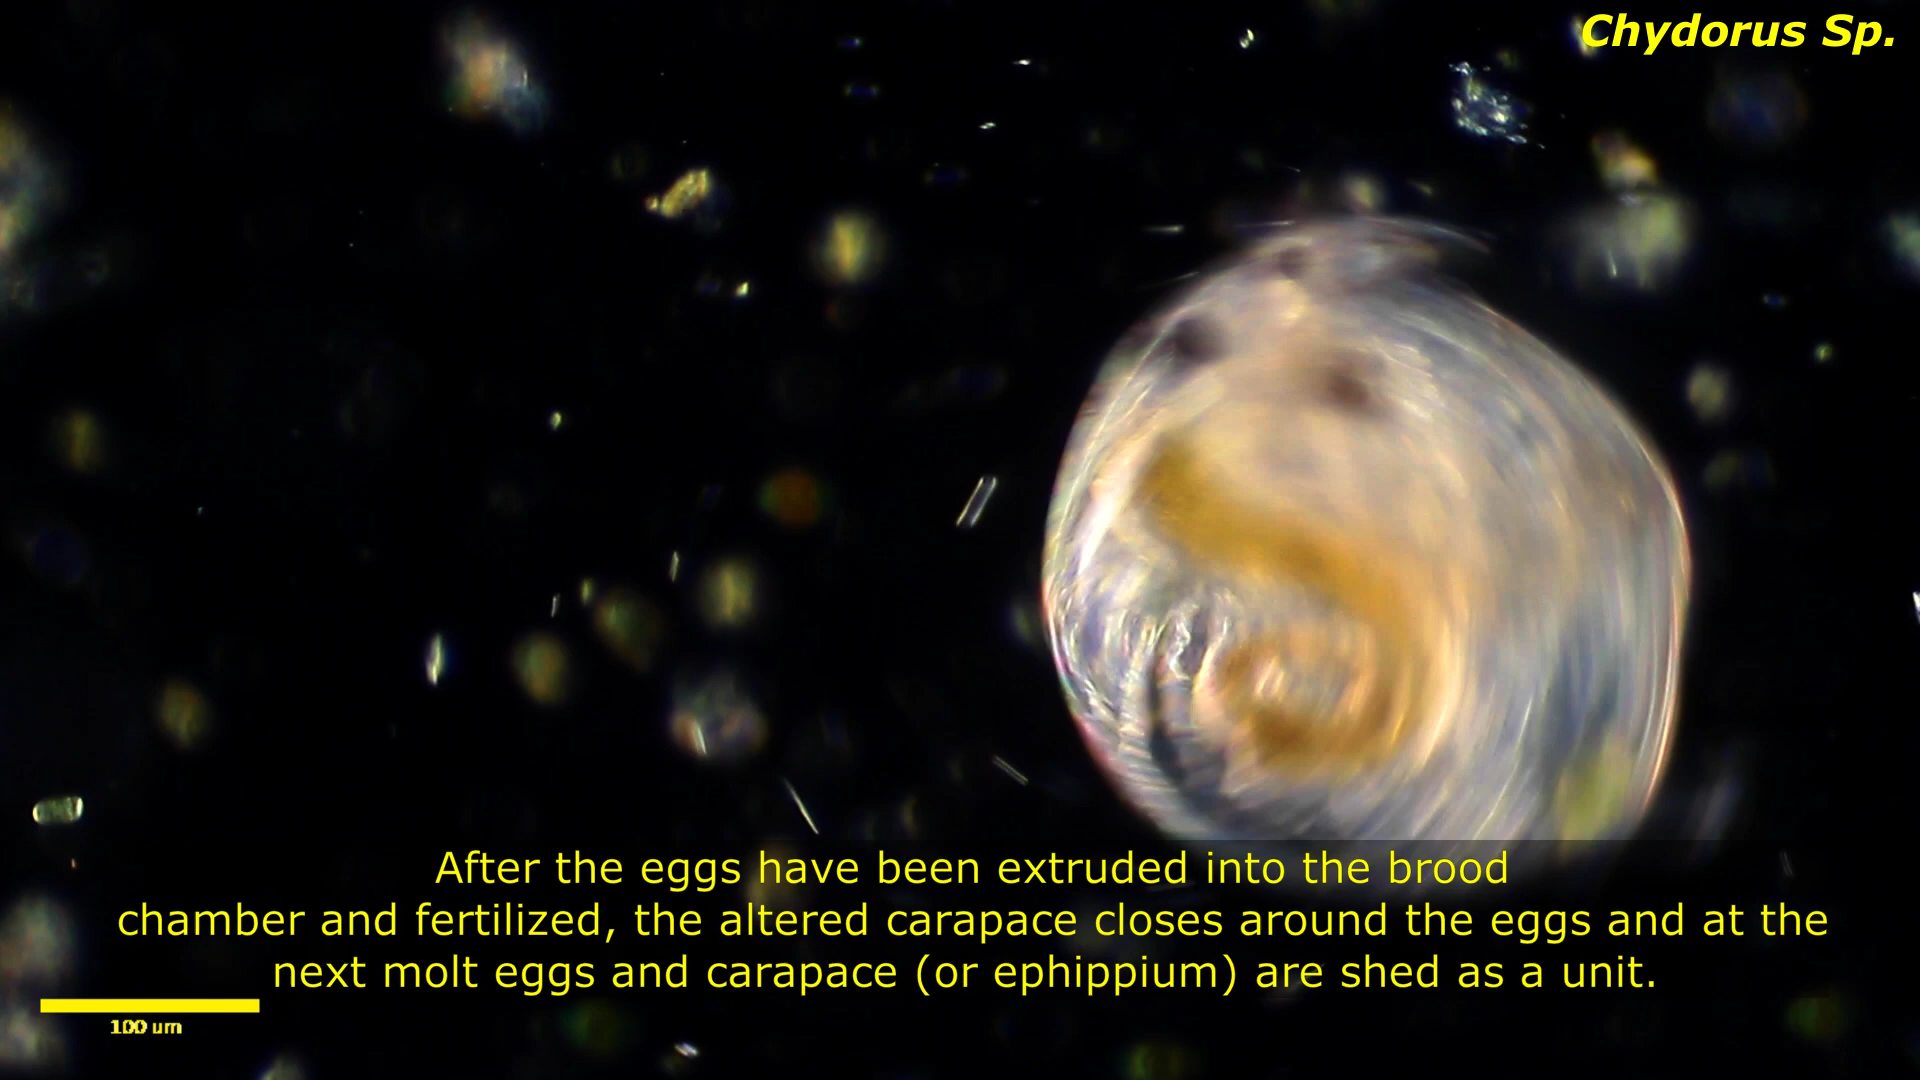 Chydorus Sp.
After the eggs have been extruded into the brood
chamber and fertilized, the altered carapace closes around the eggs and at the
next molt eggs and carapace (or ephippium) are shed as a unit.
100 um